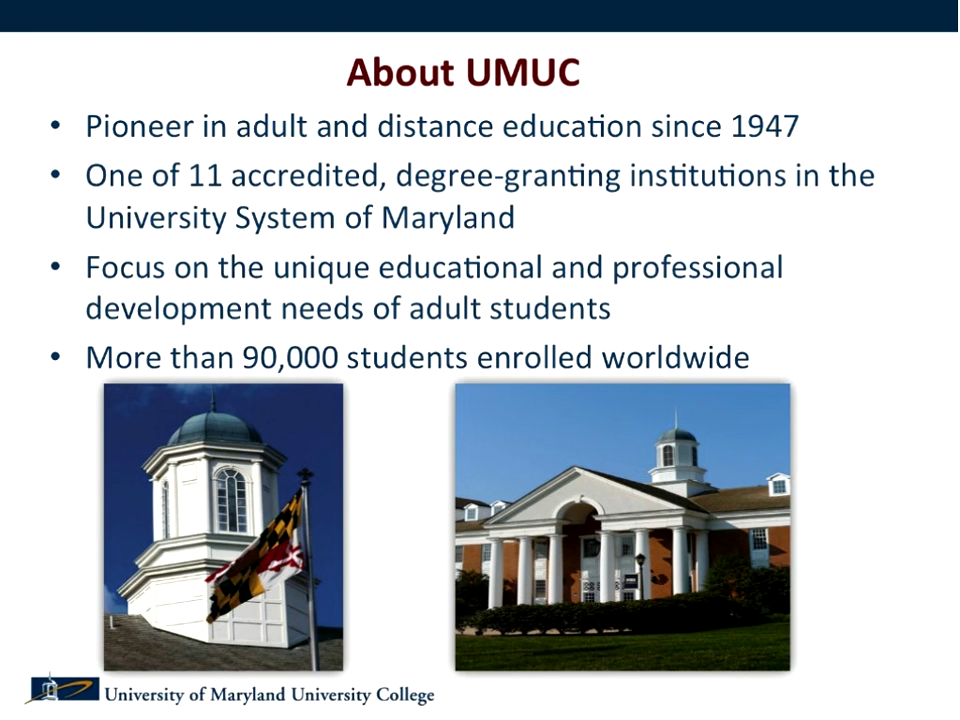 About UMUC
• Pioneer in adult and distance education since 1947
• One of 11 accredited, degree-granting institutions in the
University System of Maryland
• Focus on the unique educational and professional
development needs of adult students
• More than 90,000 students enrolled worldwide
University of Maryland University College